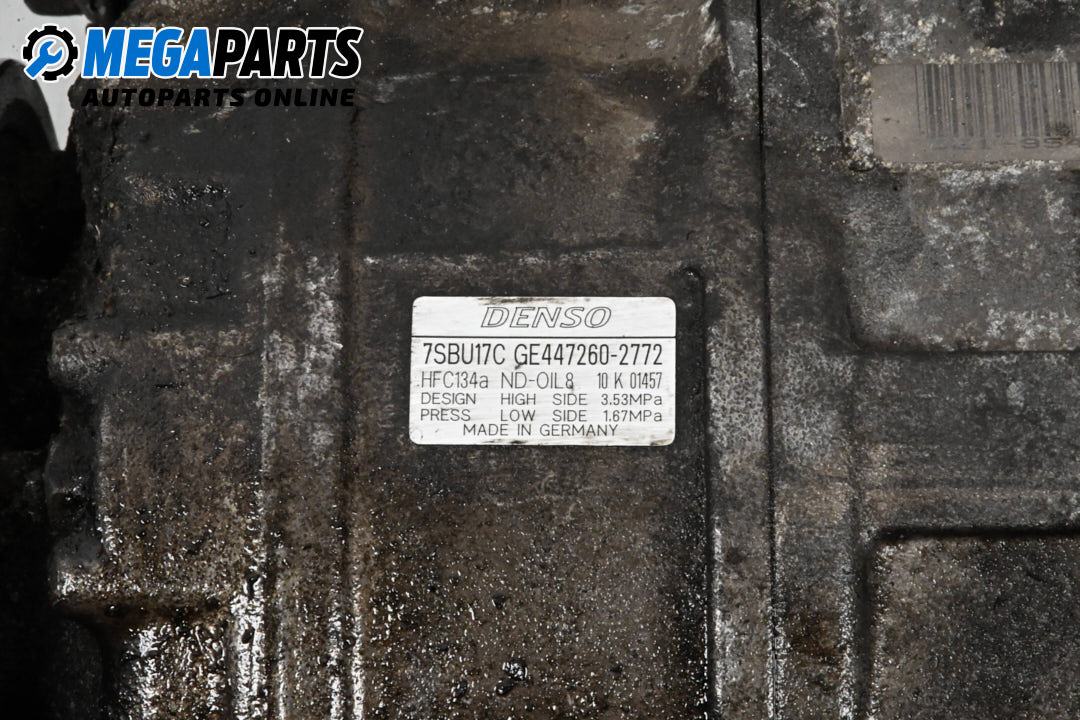 MEGAPARTS
AUTOPARTS ONLINE
DENSO
7SBU17C GE447260-2772
HFC134a ND-OIL8 10 K 01457
DESIGN HIGH SIDE 3.53MPa
PRESS LOW SIDE 1.67MPa
MADE IN GERMANY